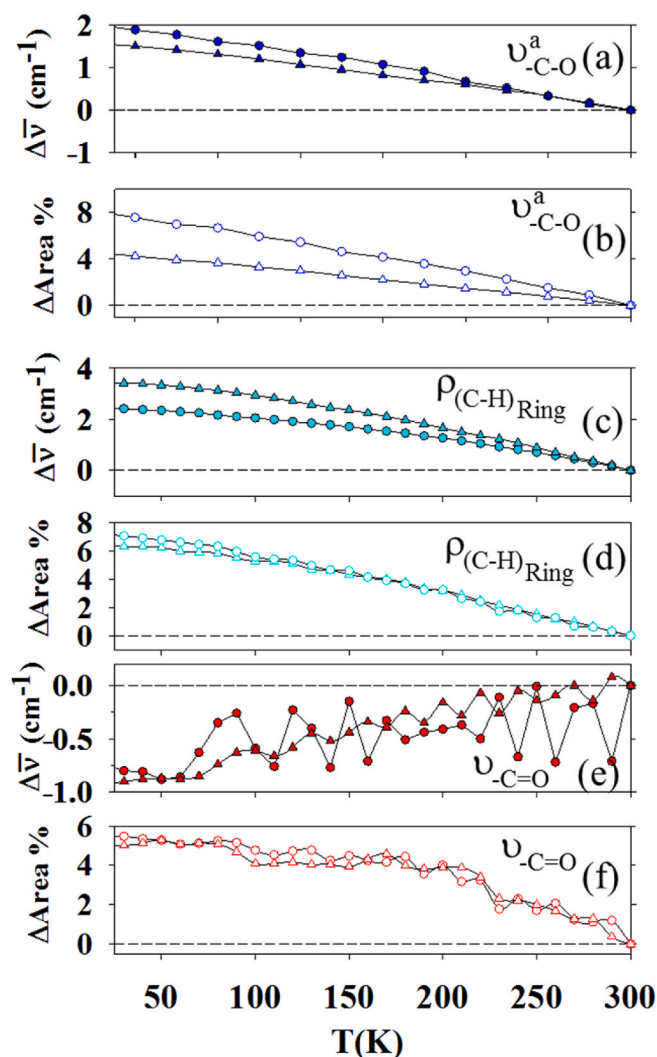 2
1
0
-1
Δν̅ (cm⁻¹)
υᵃ-C-O (a)
8
4
0
ΔArea %
υᵃ-C-O (b)
4
2
0
Δν̅ (cm⁻¹)
ρ(C-H)Ring (c)
8
6
4
2
0
ΔArea %
ρ(C-H)Ring (d)
0.0
-0.5
-1.0
Δν̅ (cm⁻¹)
υ-C=O (e)
6
4
2
0
ΔArea %
υ-C=O (f)
50 100 150 200 250 300
T(K)